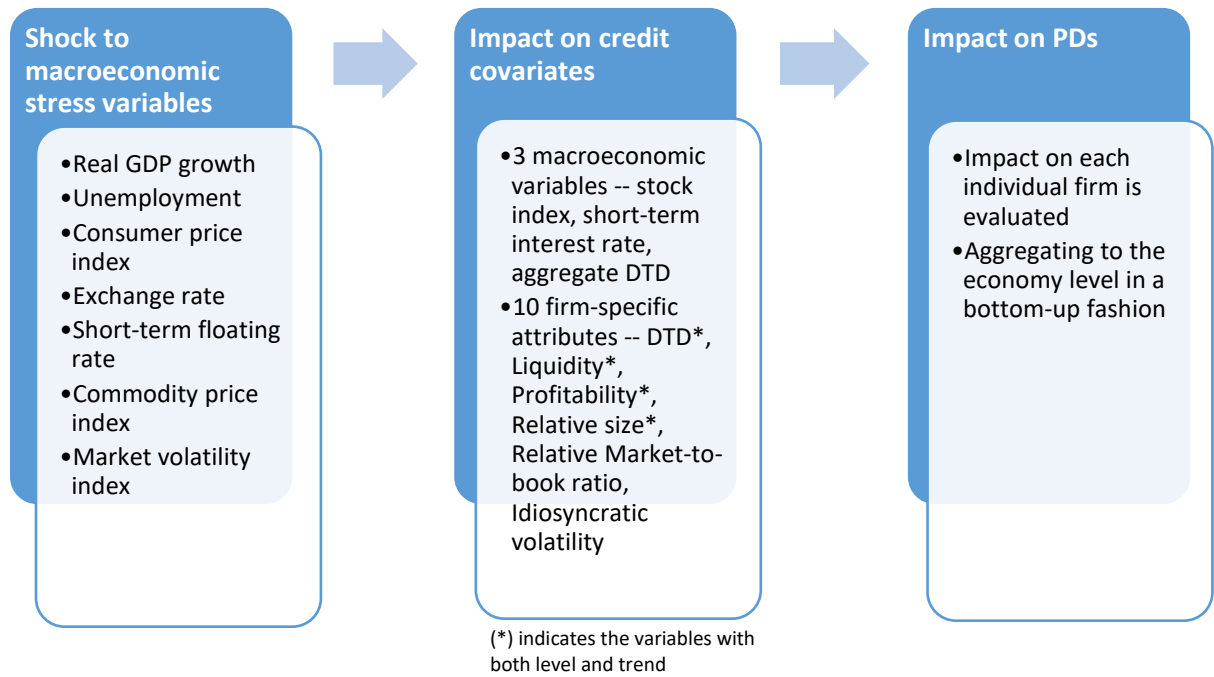 Shock to
macroeconomic
stress variables
•Real GDP growth
•Unemployment
•Consumer price
index
•Exchange rate
•Short-term floating
rate
•Commodity price
index
•Market volatility
index
Impact on credit
covariates
•3 macroeconomic
variables -- stock
index, short-term
interest rate,
aggregate DTD
•10 firm-specific
attributes -- DTD*,
Liquidity*,
Profitability*,
Relative size*,
Relative Market-to-
book ratio,
Idiosyncratic
volatility
(*) indicates the variables with
both level and trend
Impact on PDs
•Impact on each
individual firm is
evaluated
•Aggregating to the
economy level in a
bottom-up fashion